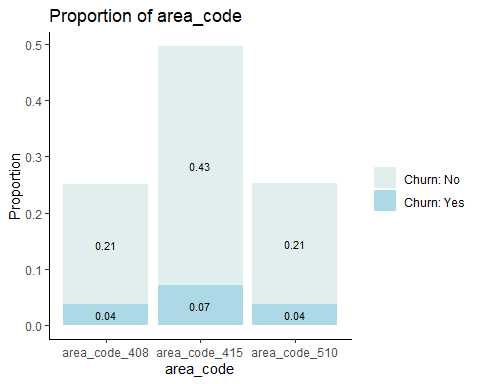 Proportion of area_code
Proportion
0.5
0.4
0.3
0.2
0.1
0.0
0.21
0.04
0.43
0.07
0.21
0.04
area_code_408
area_code_415
area_code_510
area_code
Churn: No
Churn: Yes